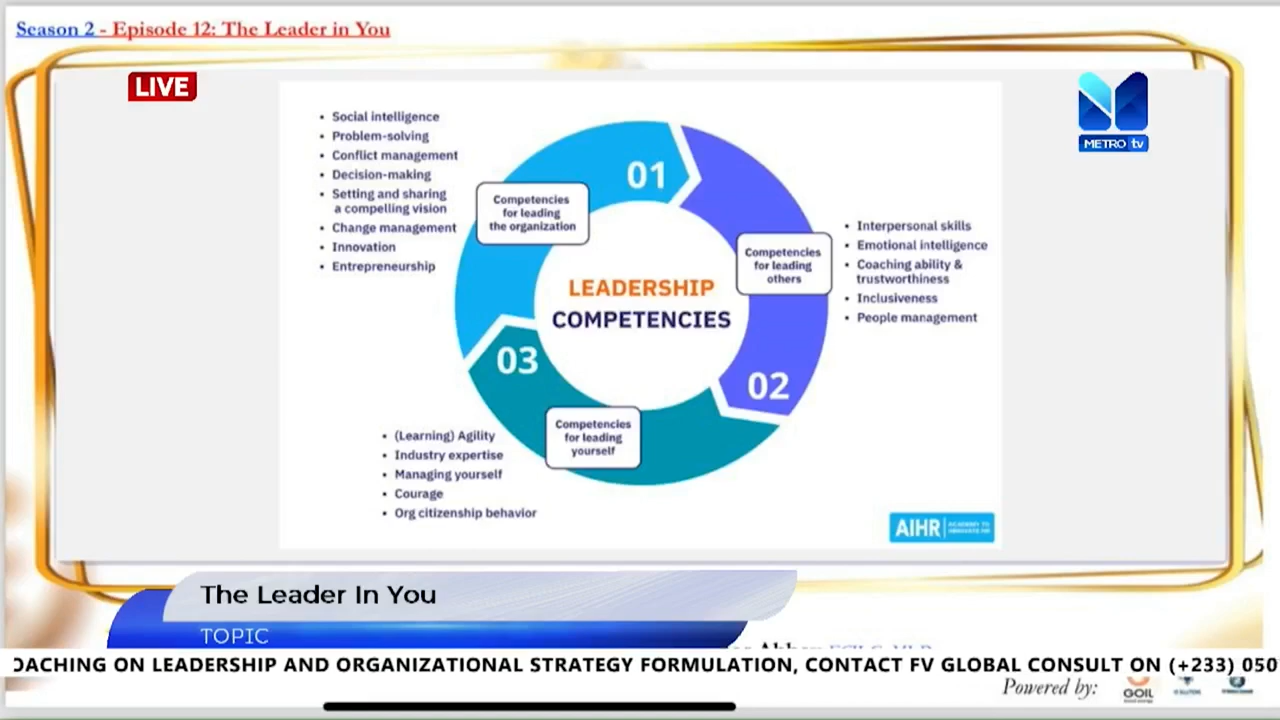 Season 2 - Episode 12: The Leader in You
LIVE
METRO tv
• Social intelligence
• Problem-solving
• Conflict management
• Decision-making
• Setting and sharing
a compelling vision
• Change management
• Innovation
• Entrepreneurship
01
Competencies
for leading
the organization
Competencies
for leading
others
• Interpersonal skills
• Emotional intelligence
• Coaching ability &
trustworthiness
• Inclusiveness
• People management
LEADERSHIP
COMPETENCIES
03
02
Competencies
for leading
yourself
• (Learning) Agility
• Industry expertise
• Managing yourself
• Courage
• Org citizenship behavior
AIHR
ACADEMY TO
INNOVATE HR
The Leader In You
TOPIC
OACHING ON LEADERSHIP AND ORGANIZATIONAL STRATEGY FORMULATION, CONTACT FV GLOBAL CONSULT ON (+233) 050
Powered by:
GOIL